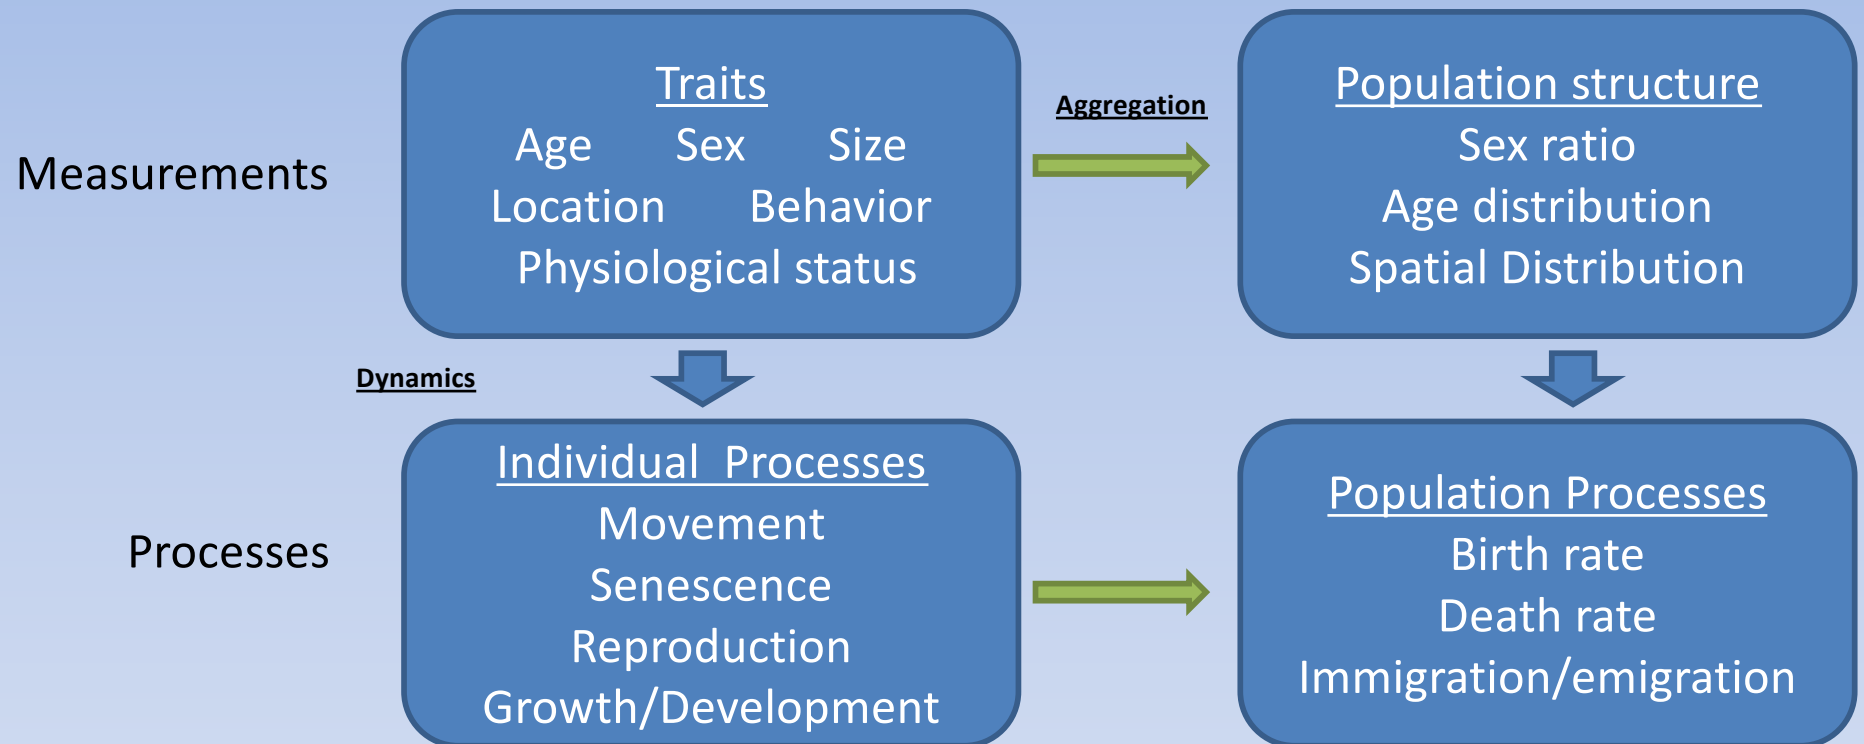 Measurements
Traits
Age Sex Size
Location Behavior
Physiological status
Aggregation
Population structure
Sex ratio
Age distribution
Spatial Distribution
Dynamics
Processes
Individual Processes
Movement
Senescence
Reproduction
Growth/Development
Population Processes
Birth rate
Death rate
Immigration/emigration